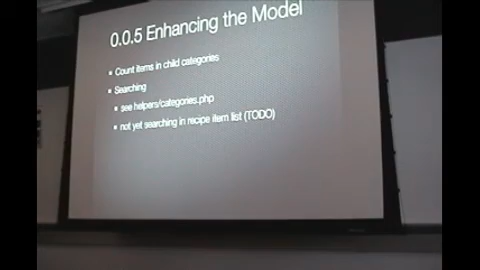 0.0.5 Enhancing the Model
Count items in child categories
Searching
see helpers/categories.php
not yet searching in recipe item list (TODO)